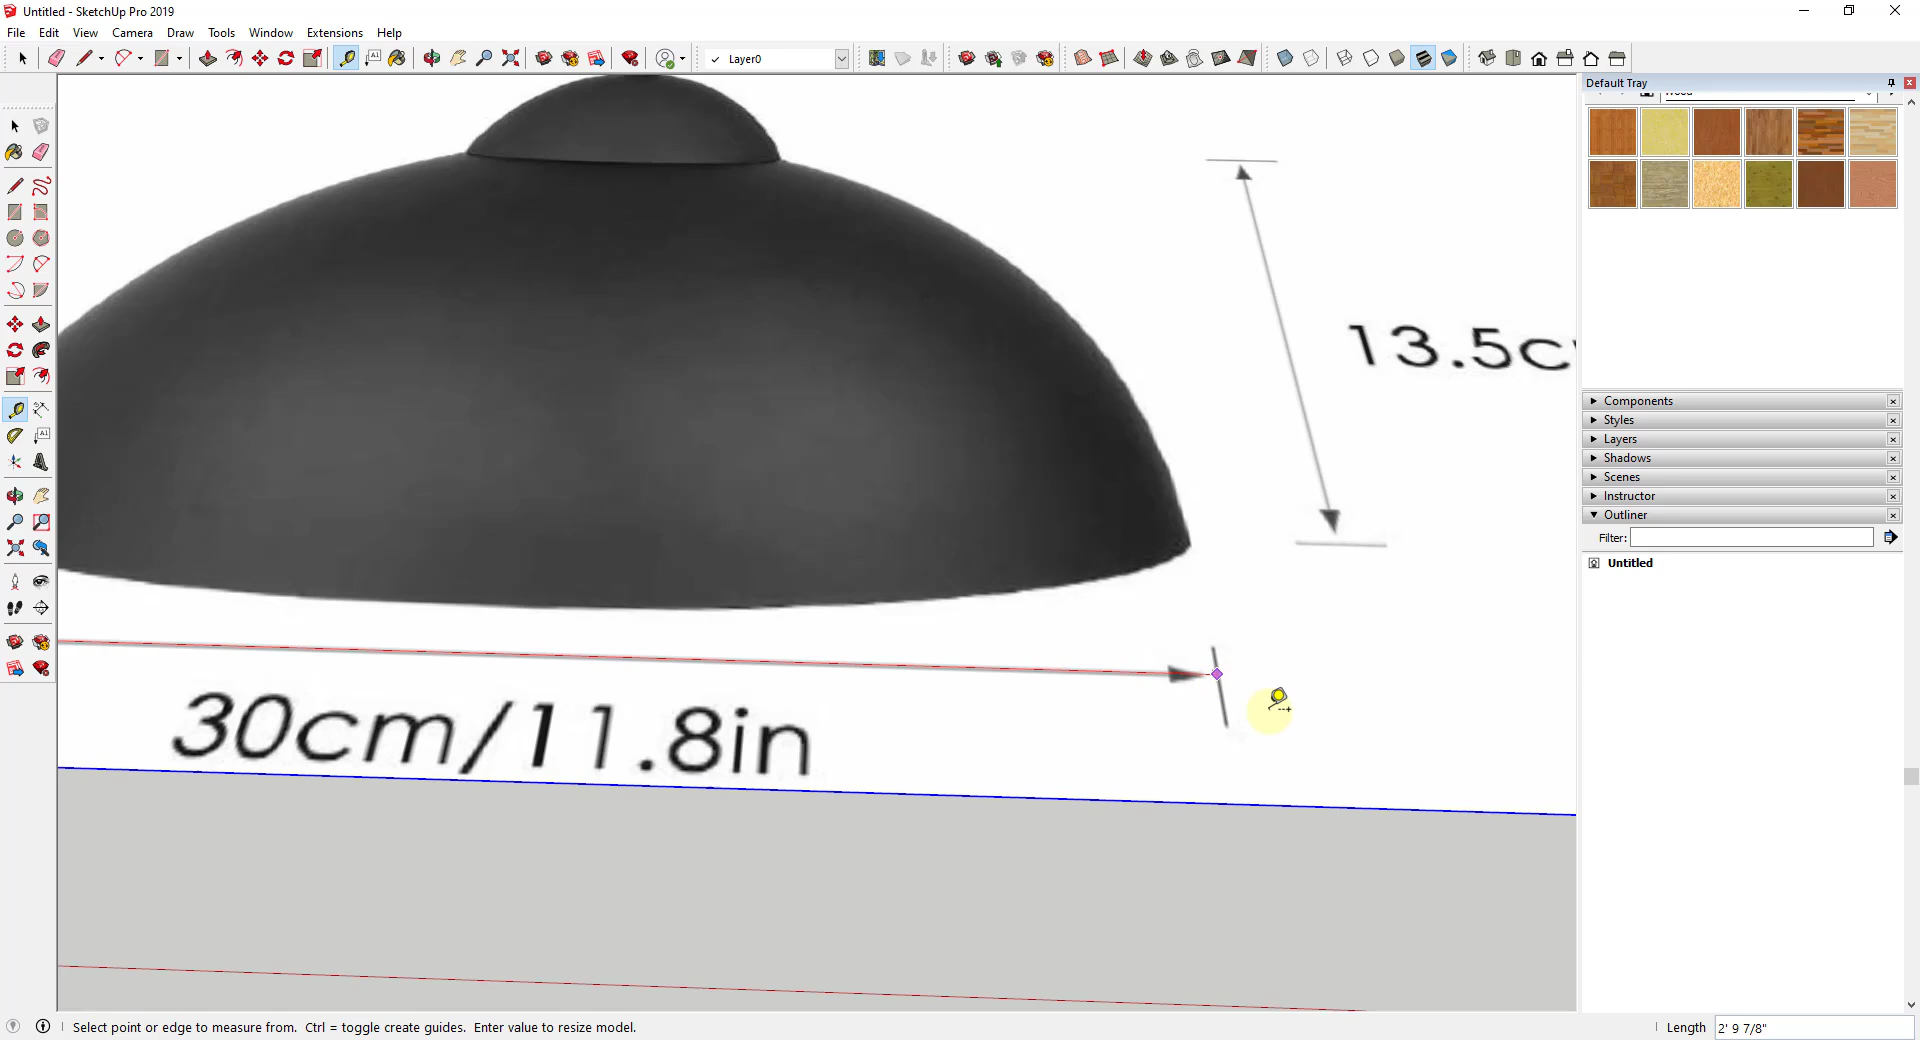 Untitled - SketchUp Pro 2019
File Edit View Camera Draw Tools Window Extensions Help
Layer0
Default Tray
13.5c
30cm/11.8in
Components
Styles
Layers
Shadows
Scenes
Instructor
Outliner
Filter:
Untitled
Select point or edge to measure from. Ctrl = toggle create guides. Enter value to resize model.
Length 2' 9 7/8"